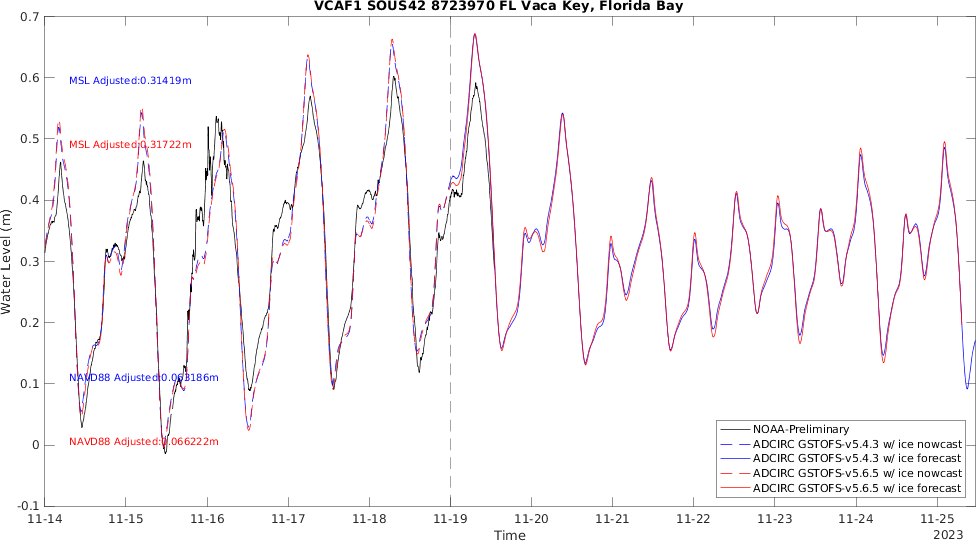 VCAF1 SOUS42 8723970 FL Vaca Key, Florida Bay
0.7
0.6
0.5
0.4
0.3
0.2
0.1
0
-0.1
Water Level (m)
MSL Adjusted:0.31419m
MSL Adjusted:0.31722m
NAVD88 Adjusted:0.063186m
NAVD88 Adjusted:0.066222m
NOAA-Preliminary
ADCIRC GSTOFS-v5.4.3 w/ ice nowcast
ADCIRC GSTOFS-v5.4.3 w/ ice forecast
ADCIRC GSTOFS-v5.6.5 w/ ice nowcast
ADCIRC GSTOFS-v5.6.5 w/ ice forecast
11-14 11-15 11-16 11-17 11-18 11-19 11-20 11-21 11-22 11-23 11-24 11-25
Time
2023